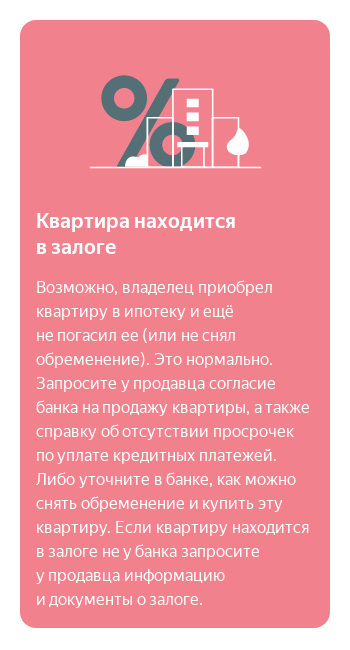 %
Квартира находится
в залоге
Возможно, владелец приобрел
квартиру в ипотеку и ещё
не погасил ее (или не снял
обременение). Это нормально.
Запросите у продавца согласие
банка на продажу квартиры, а также
справку об отсутствии просрочек
по уплате кредитных платежей.
Либо уточните в банке, как можно
снять обременение и купить эту
квартиру. Если квартиру находится
в залоге не у банка запросите
у продавца информацию
и документы о залоге.